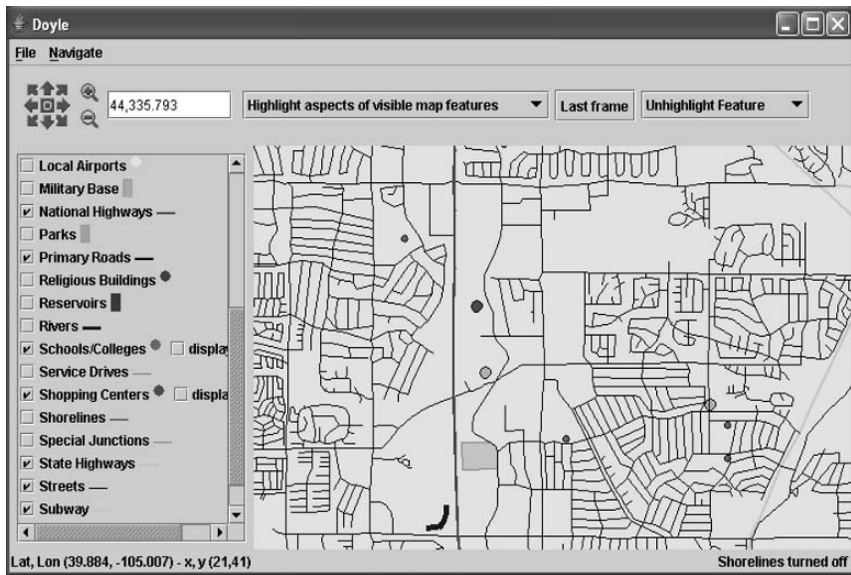 Doyle
File Navigate
44,335.793
Highlight aspects of visible map features
Last frame
Unhighlight Feature
Local Airports
Military Base
National Highways
Parks
Primary Roads
Religious Buildings
Reservoirs
Rivers
Schools/Colleges display
Service Drives
Shopping Centers displa
Shorelines
Special Junctions
State Highways
Streets
Subway
Lat, Lon (39.884, -105.007) - x, y (21,41)
Shorelines turned off